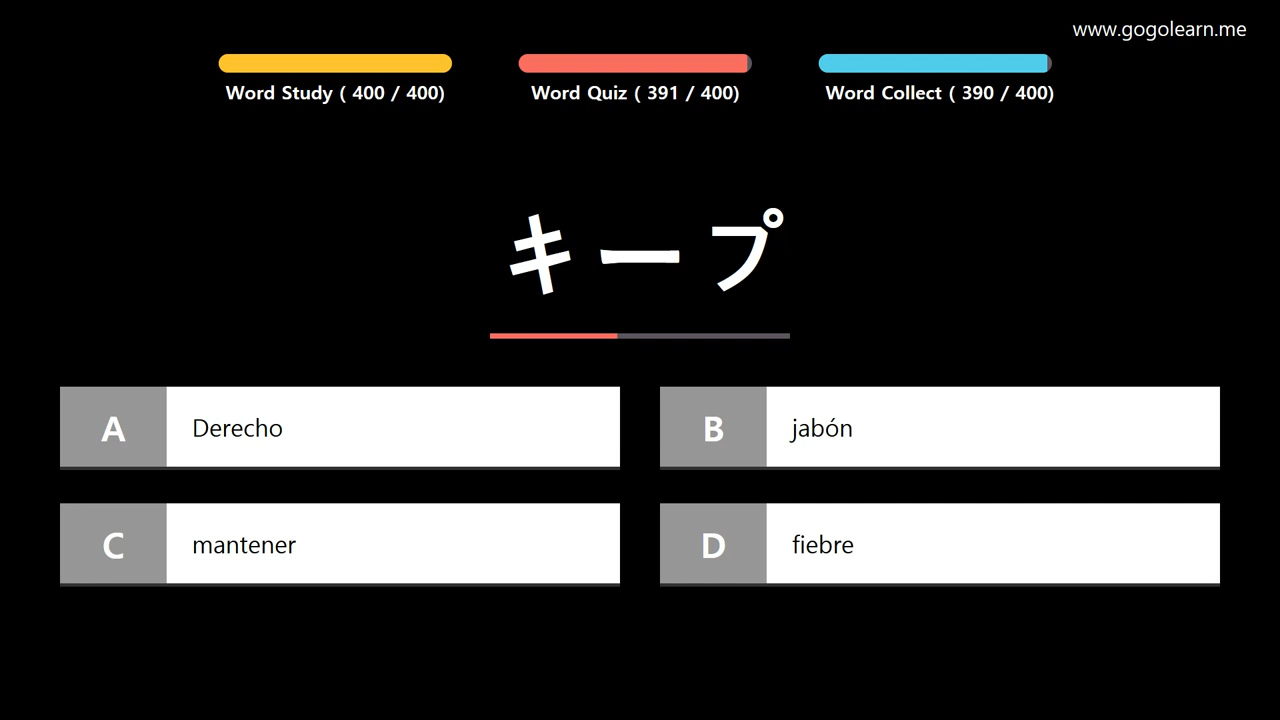 www.gogolearn.me
Word Study ( 400 / 400)
Word Quiz ( 391 / 400)
Word Collect ( 390 / 400)
キープ
A Derecho
B jabón
C mantener
D fiebre